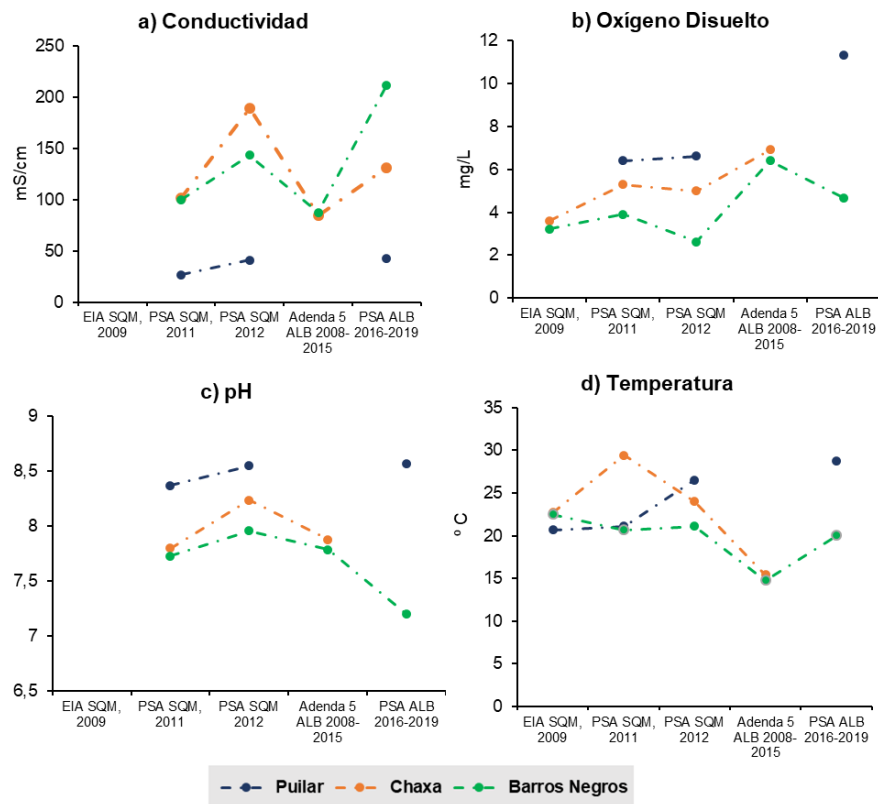 a) Conductividad
250
200
150
100
50
0
mS/cm
EIA SQM, PSA SQM, PSA SQM Adenda 5 PSA ALB
2009 2011 2012 ALB 2008- 2016-2019
2015
b) Oxígeno Disuelto
12
10
8
6
4
2
0
mg/L
EIA SQM, PSA SQM, PSA SQM Adenda 5 PSA ALB
2009 2011 2012 ALB 2008- 2016-2019
2015
c) pH
9
8,5
8
7,5
7
6,5
EIA SQM, PSA SQM, PSA SQM Adenda 5 PSA ALB
2009 2011 2012 ALB 2008- 2016-2019
2015
d) Temperatura
35
30
25
20
15
10
5
0
º C
EIA SQM, PSA SQM, PSA SQM Adenda 5 PSA ALB
2009 2011 2012 ALB 2008- 2016-2019
2015
Puilar Chaxa Barros Negros